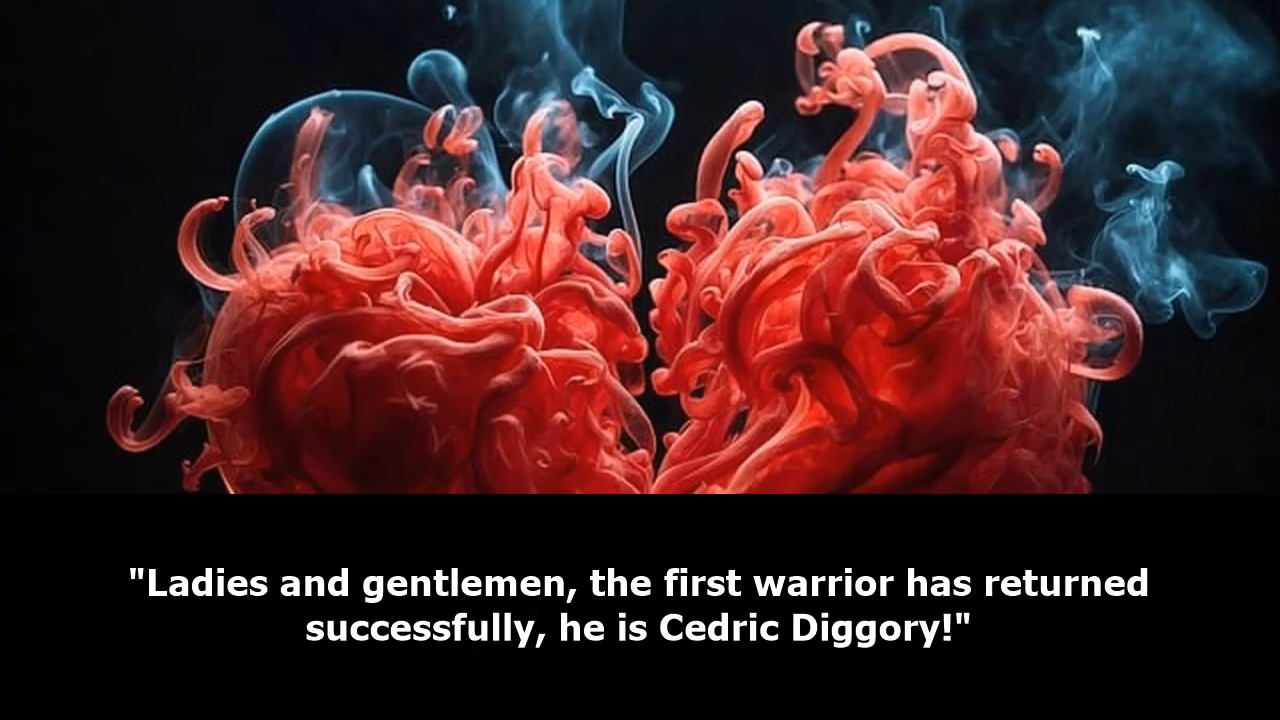 "Ladies and gentlemen, the first warrior has returned
successfully, he is Cedric Diggory!"